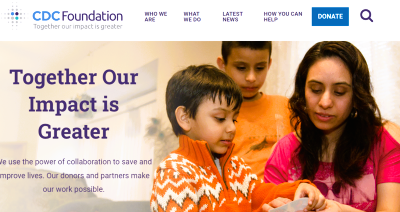 CDC Foundation
Together our impact is greater
WHO WE ARE
WHAT WE DO
LATEST NEWS
HOW YOU CAN HELP
DONATE
Together Our
Impact is
Greater
We use the power of collaboration to save and
improve lives. Our donors and partners make
our work possible.